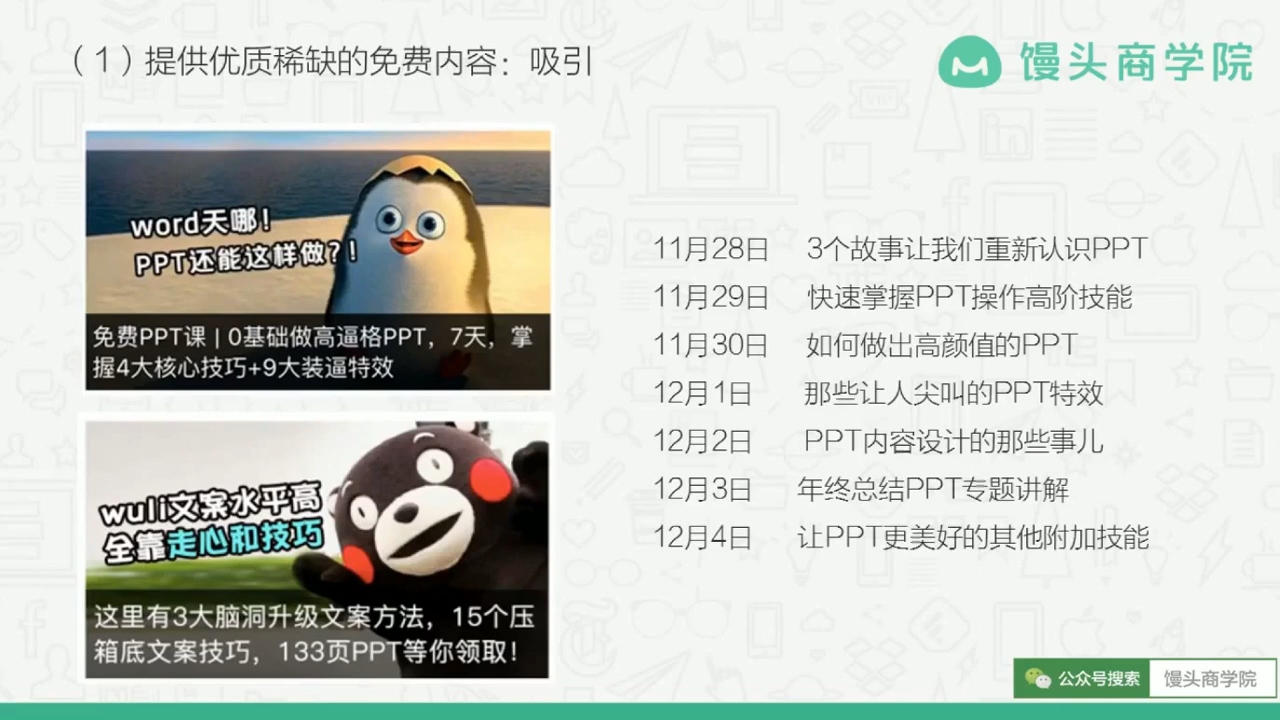 （1）提供优质稀缺的免费内容：吸引
馒头商学院
word天哪！
PPT还能这样做？！
免费PPT课 | 0基础做高逼格PPT，7天，掌
握4大核心技巧+9大装逼特效
wuli文案水平高
全靠走心和技巧
这里有3大脑洞升级文案方法，15个压
箱底文案技巧，133页PPT等你领取！
11月28日 3个故事让我们重新认识PPT
11月29日 快速掌握PPT操作高阶技能
11月30日 如何做出高颜值的PPT
12月1日 那些让人尖叫的PPT特效
12月2日 PPT内容设计的那些事儿
12月3日 年终总结PPT专题讲解
12月4日 让PPT更美好的其他附加技能
公众号搜索 馒头商学院